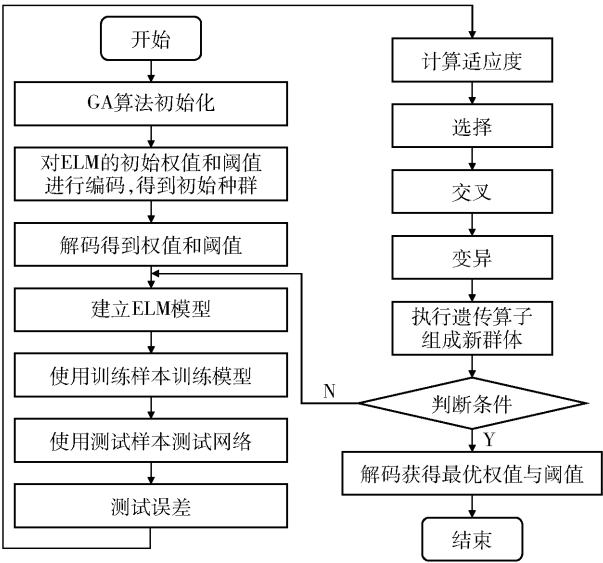 开始
GA算法初始化
对ELM的初始权值和阈值
进行编码,得到初始种群
解码得到权值和阈值
建立ELM模型
使用训练样本训练模型
使用测试样本测试网络
测试误差
计算适应度
选择
交叉
变异
执行遗传算子
组成新群体
判断条件
N
Y
解码获得最优权值与阈值
结束